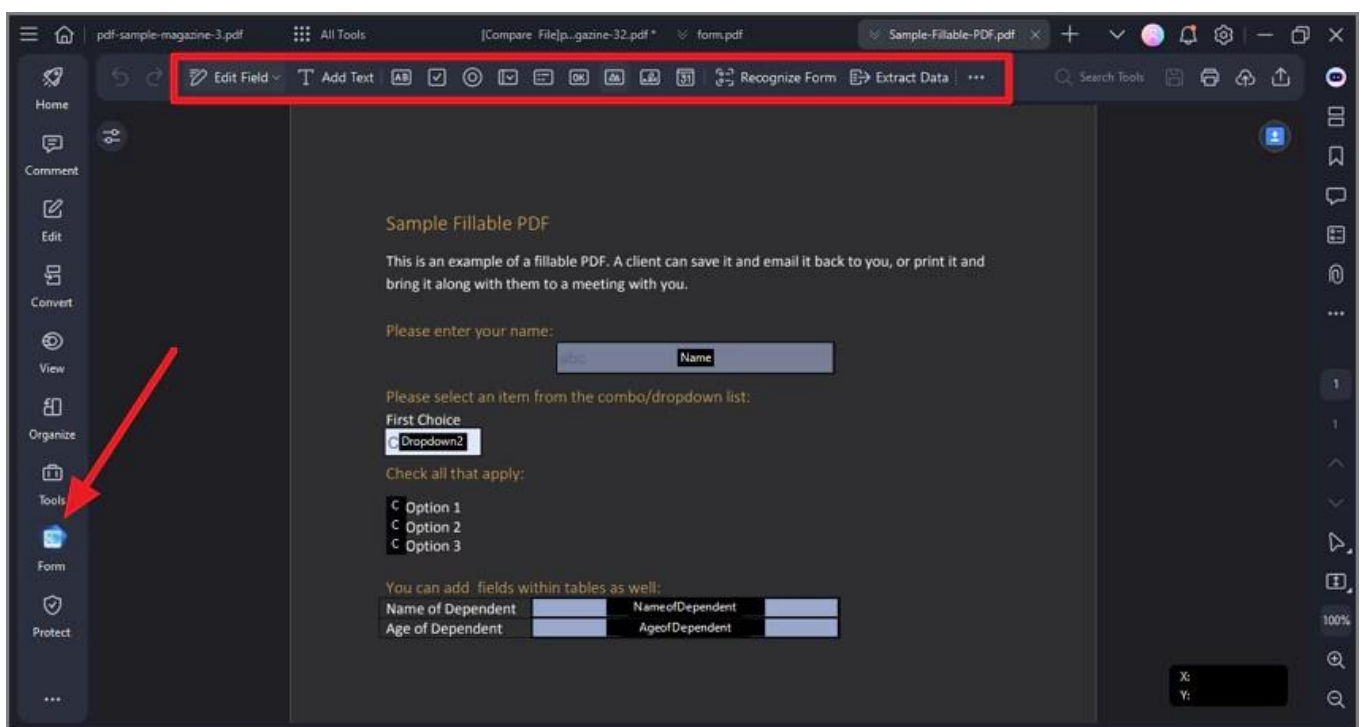 pdf-sample-magazine-3.pdf
All Tools
[Compare File]p...gazine-32.pdf *
form.pdf
Sample-Fillable-PDF.pdf
Edit Field
Add Text
OK
31
Recognize Form
Extract Data
Search Tools
Home
Comment
Edit
Convert
View
Organize
Tools
Form
Protect
Sample Fillable PDF
This is an example of a fillable PDF. A client can save it and email it back to you, or print it and
bring it along with them to a meeting with you.
Please enter your name:
abc Name
Please select an item from the combo/dropdown list:
First Choice
C Dropdown2
Check all that apply:
C Option 1
C Option 2
C Option 3
You can add fields within tables as well:
Name of Dependent NameofDependent
Age of Dependent AgeofDependent
1
1
100%
X:
Y: